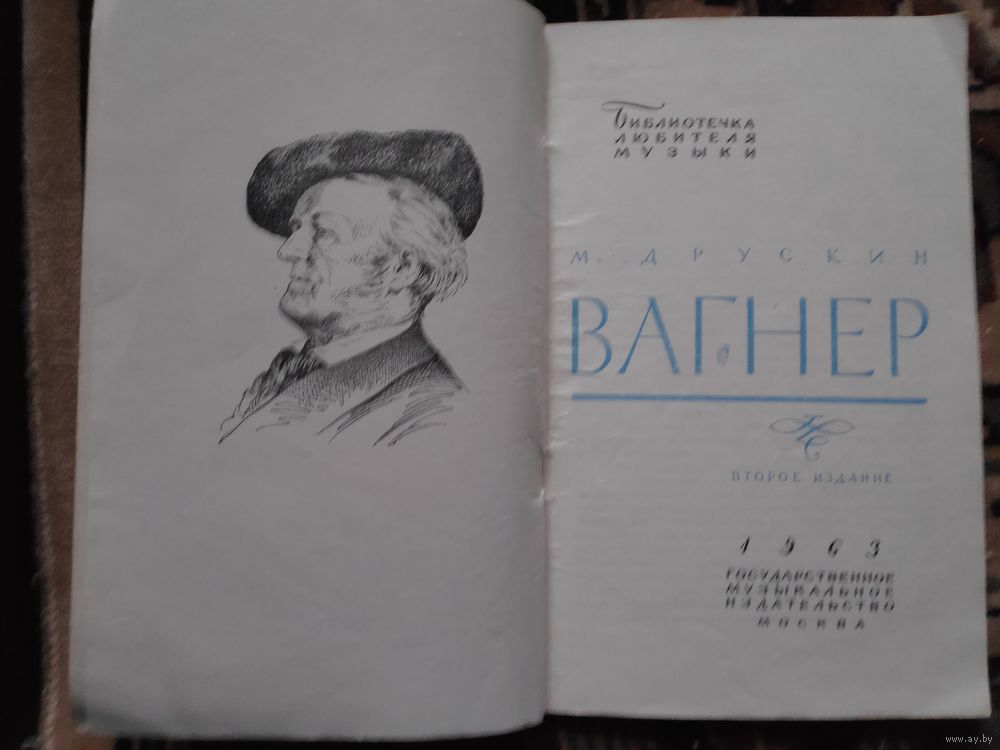 Библиотечка
любителя
музыки
М. ДРУСКИН
ВАГНЕР
ВТОРОЕ ИЗДАНИЕ
1963
ГОСУДАРСТВЕННОЕ
МУЗЫКАЛЬНОЕ
ИЗДАТЕЛЬСТВО
МОСКВА
www.ay.by